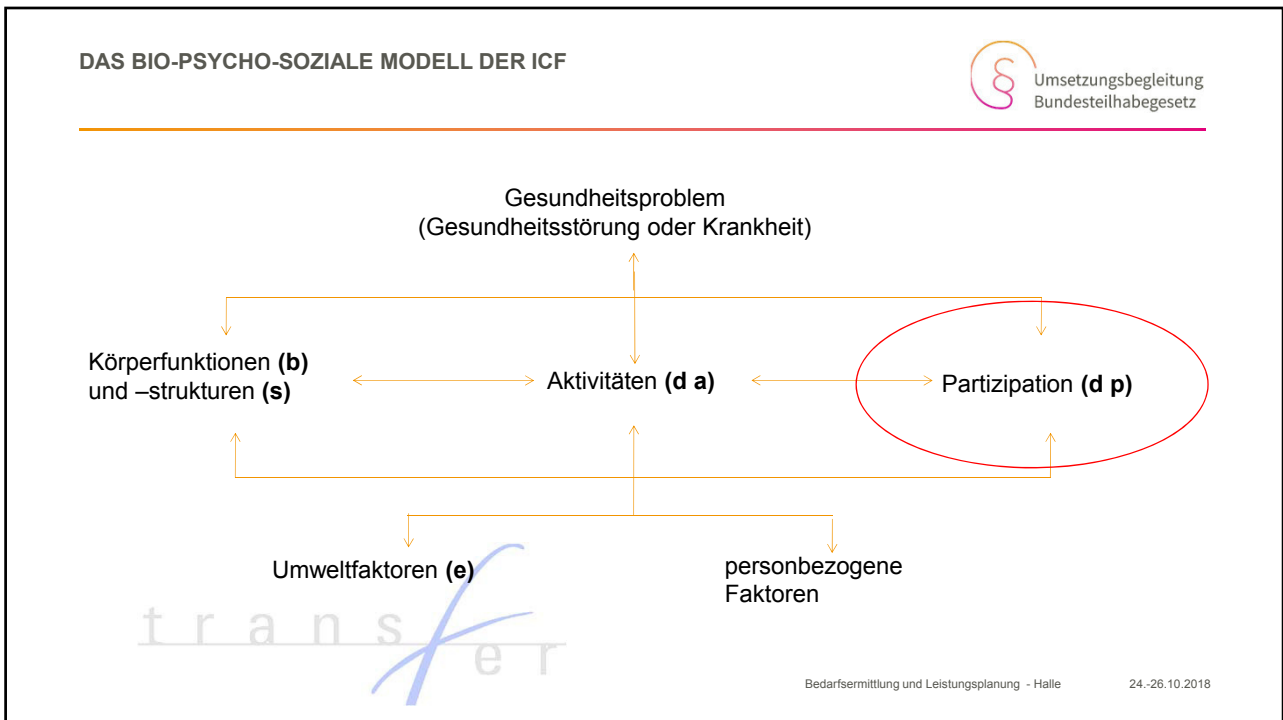 DAS BIO-PSYCHO-SOZIALE MODELL DER ICF
Umsetzungsbegleitung
Bundesteilhabegesetz
Gesundheitsproblem
(Gesundheitsstörung oder Krankheit)
Körperfunktionen (b)
und –strukturen (s)
Aktivitäten (d a)
Partizipation (d p)
Umweltfaktoren (e)
personbezogene
Faktoren
transfer
Bedarfsermittlung und Leistungsplanung - Halle 24.-26.10.2018